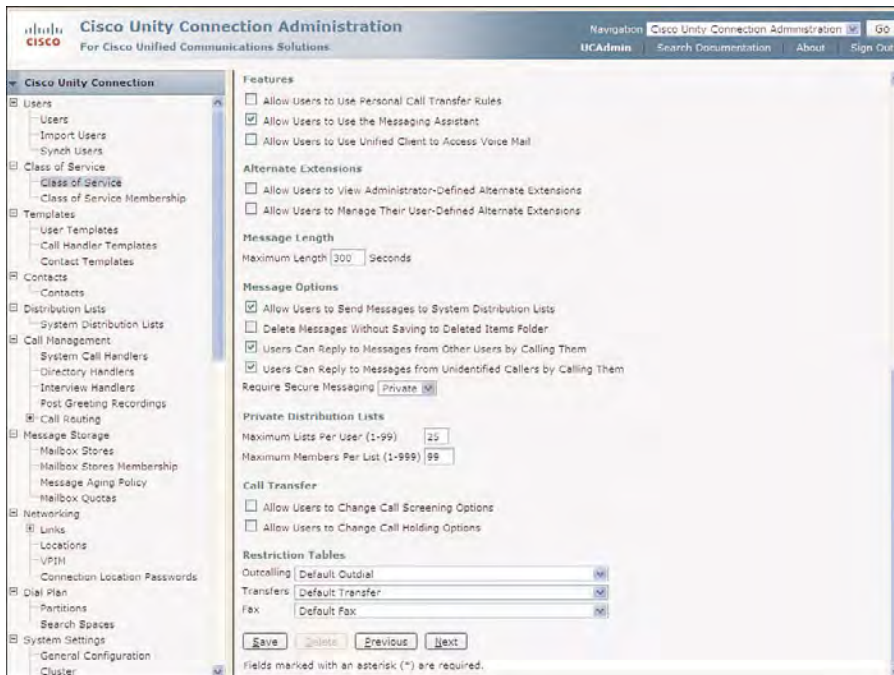 CISCO
Cisco Unity Connection Administration
For Cisco Unified Communications Solutions
Navigation Cisco Unity Connection Administration Go
UCAdmin Search Documentation About Sign Out
Cisco Unity Connection
Users
Users
Import Users
Synch Users
Class of Service
Class of Service
Class of Service Membership
Templates
User Templates
Call Handler Templates
Contact Templates
Contacts
Contacts
Distribution Lists
System Distribution Lists
Call Management
System Call Handlers
Directory Handlers
Interview Handlers
Post Greeting Recordings
Call Routing
Message Storage
Mailbox Stores
Mailbox Stores Membership
Message Aging Policy
Mailbox Quotas
Networking
Links
Locations
VPIM
Connection Location Passwords
Dial Plan
Partitions
Search Spaces
System Settings
General Configuration
Cluster
Features
Allow Users to Use Personal Call Transfer Rules
Allow Users to Use the Messaging Assistant
Allow Users to Use Unified Client to Access Voice Mail
Alternate Extensions
Allow Users to View Administrator-Defined Alternate Extensions
Allow Users to Manage Their User-Defined Alternate Extensions
Message Length
Maximum Length 300 Seconds
Message Options
Allow Users to Send Messages to System Distribution Lists
Delete Messages Without Saving to Deleted Items Folder
Users Can Reply to Messages from Other Users by Calling Them
Users Can Reply to Messages from Unidentified Callers by Calling Them
Require Secure Messaging Private
Private Distribution Lists
Maximum Lists Per User (1-99) 25
Maximum Members Per List (1-999) 99
Call Transfer
Allow Users to Change Call Screening Options
Allow Users to Change Call Holding Options
Restriction Tables
Outcalling Default Outdial
Transfers Default Transfer
Fax Default Fax
Save Delete Previous Next
Fields marked with an asterisk (*) are required.